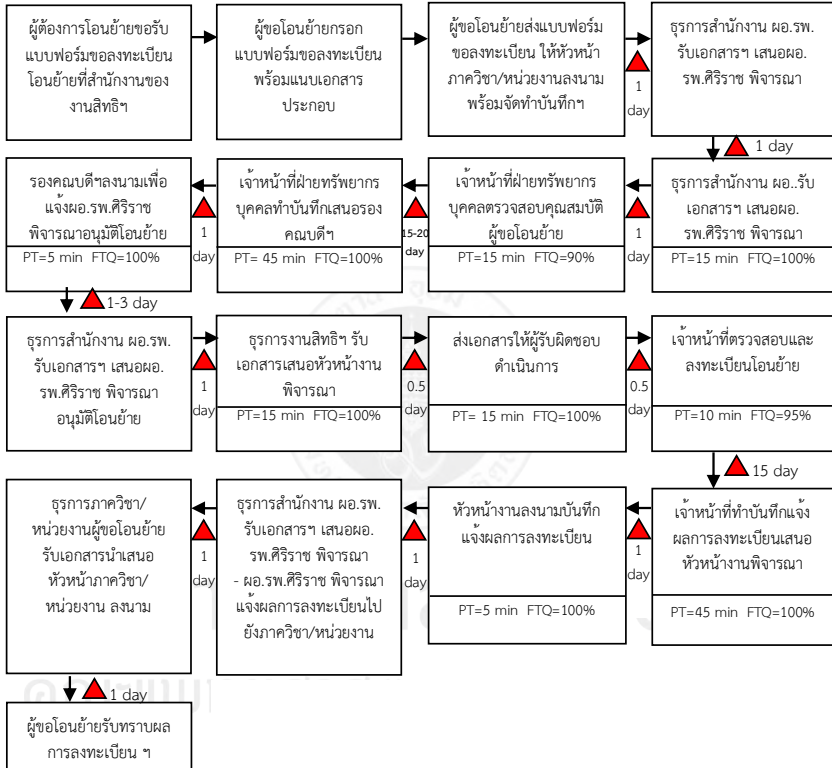 ผู้ต้องการโอนย้ายขอรับ
แบบฟอร์มขอลงทะเบียน
โอนย้ายที่สำนักงานของ
งานสิทธิฯ
ผู้ขอโอนย้ายกรอก
แบบฟอร์มขอลงทะเบียน
พร้อมแนบเอกสาร
ประกอบ
ผู้ขอโอนย้ายส่งแบบฟอร์ม
ขอลงทะเบียน ให้หัวหน้า
ภาควิชา/หน่วยงานลงนาม
พร้อมจัดทำบันทึกฯ
1
day
ธุรการสำนักงาน ผอ.รพ.
รับเอกสารฯ เสนอผอ.
รพ.ศิริราช พิจารณา
1 day
ธุรการสำนักงาน ผอ..รับ
เอกสารฯ เสนอผอ.
รพ.ศิริราช พิจารณา
PT=15 min FTQ=100%
1
day
เจ้าหน้าที่ฝ่ายทรัพยากร
บุคคลตรวจสอบคุณสมบัติ
ผู้ขอโอนย้าย
PT=15 min FTQ=90%
15-20
day
เจ้าหน้าที่ฝ่ายทรัพยากร
บุคคลทำบันทึกเสนอรอง
คณบดีฯ
PT= 45 min FTQ=100%
1
day
รองคณบดีฯลงนามเพื่อ
แจ้งผอ.รพ.ศิริราช
พิจารณาอนุมัติโอนย้าย
PT=5 min FTQ=100%
1-3 day
ธุรการสำนักงาน ผอ.รพ.
รับเอกสารฯ เสนอผอ.
รพ.ศิริราช พิจารณา
อนุมัติโอนย้าย
1
day
ธุรการงานสิทธิฯ รับ
เอกสารเสนอหัวหน้างาน
พิจารณา
PT=15 min FTQ=100%
0.5
day
ส่งเอกสารให้ผู้รับผิดชอบ
ดำเนินการ
PT= 15 min FTQ=100%
0.5
day
เจ้าหน้าที่ตรวจสอบและ
ลงทะเบียนโอนย้าย
PT=10 min FTQ=95%
15 day
เจ้าหน้าที่ทำบันทึกแจ้ง
ผลการลงทะเบียนเสนอ
หัวหน้างานพิจารณา
PT=45 min FTQ=100%
1
day
หัวหน้างานลงนามบันทึก
แจ้งผลการลงทะเบียน
PT=5 min FTQ=100%
1
day
ธุรการสำนักงาน ผอ.รพ.
รับเอกสารฯ เสนอผอ.
รพ.ศิริราช พิจารณา
- ผอ.รพ.ศิริราช พิจารณา
แจ้งผลการลงทะเบียนไป
ยังภาควิชา/หน่วยงาน
1
day
ธุรการภาควิชา/
หน่วยงานผู้ขอโอนย้าย
รับเอกสารนำเสนอ
หัวหน้าภาควิชา/
หน่วยงาน ลงนาม
1 day
ผู้ขอโอนย้ายรับทราบผล
การลงทะเบียน ฯ